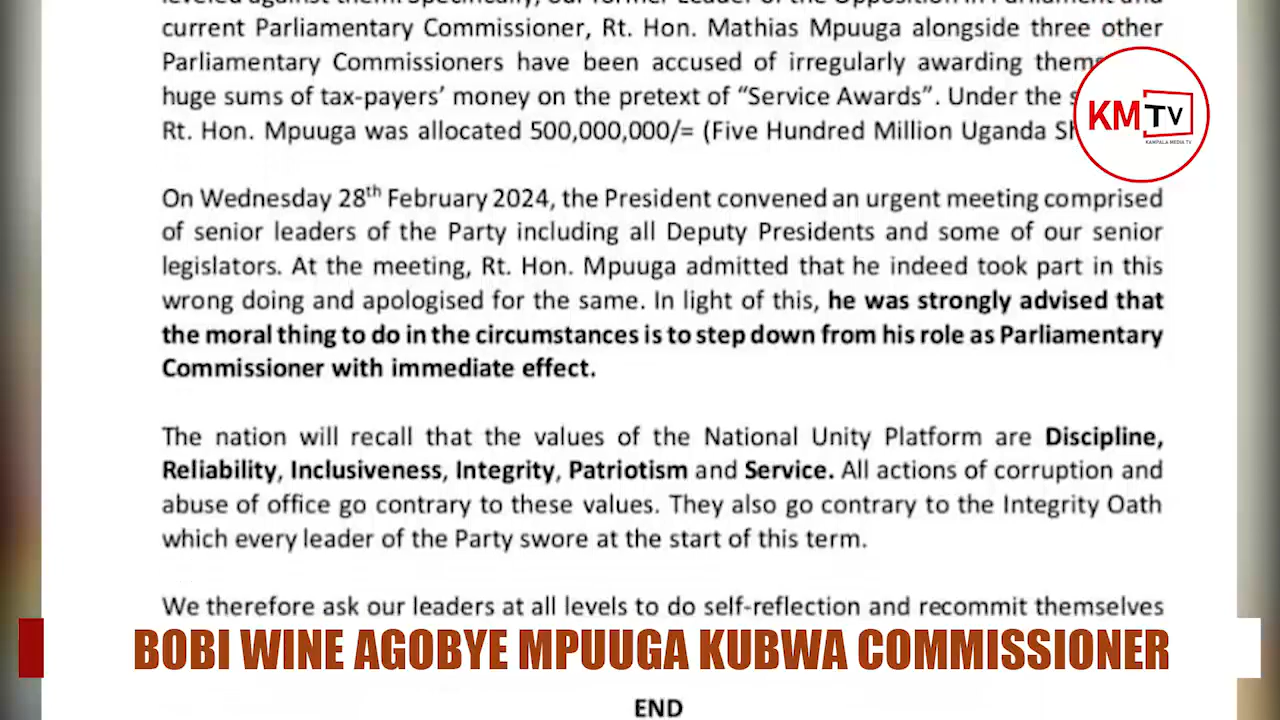 current Parliamentary Commissioner, Rt. Hon. Mathias Mpuuga alongside three other
Parliamentary Commissioners have been accused of irregularly awarding
huge sums of tax-payers' money on the pretext of “Service Awards”. Under the
Rt. Hon. Mpuuga was allocated 500,000,000/= (Five Hundred Million Uganda
KMTV
KAMPALA MEDIA TV
On Wednesday 28th February 2024, the President convened an urgent meeting comprised
of senior leaders of the Party including all Deputy Presidents and some of our senior
legislators. At the meeting, Rt. Hon. Mpuuga admitted that he indeed took part in this
wrong doing and apologised for the same. In light of this, he was strongly advised that
the moral thing to do in the circumstances is to step down from his role as Parliamentary
Commissioner with immediate effect.
The nation will recall that the values of the National Unity Platform are Discipline,
Reliability, Inclusiveness, Integrity, Patriotism and Service. All actions of corruption and
abuse of office go contrary to these values. They also go contrary to the Integrity Oath
which every leader of the Party swore at the start of this term.
We therefore ask our leaders at all levels to do self-reflection and recommit themselves
BOBI WINE AGOBYE MPUUGA KUBWA COMMISSIONER
END